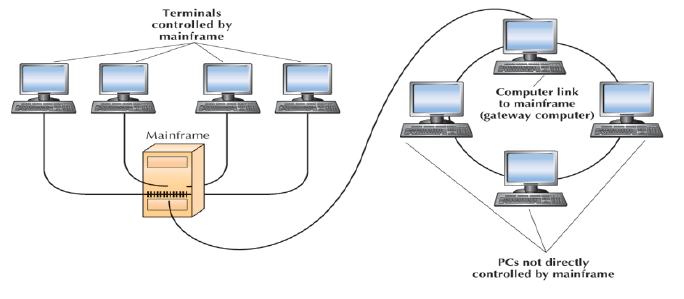 Terminals
controlled by
mainframe
Mainframe
Computer link
to mainframe
(gateway computer)
PCs not directly
controlled by mainframe